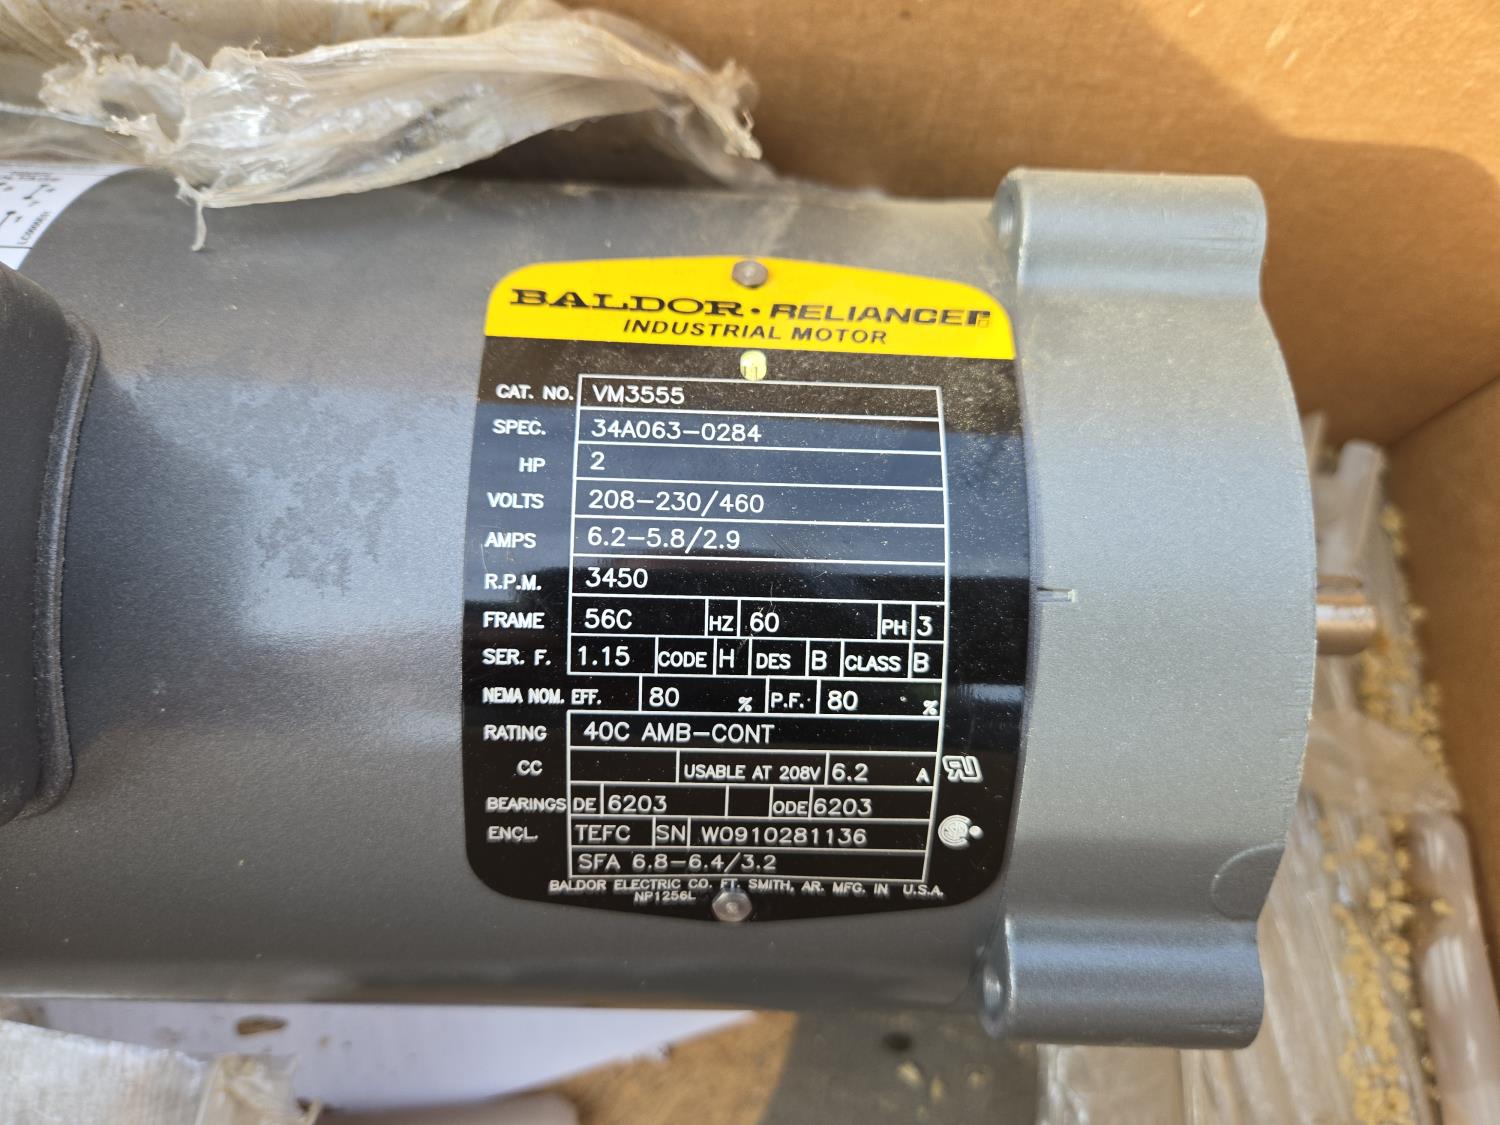 BALDOR · RELIANCER
INDUSTRIAL MOTOR
CAT. NO. VM3555
SPEC. 34A063-0284
HP 2
VOLTS 208-230/460
AMPS 6.2-5.8/2.9
R.P.M. 3450
FRAME 56C HZ 60 PH 3
SER. F. 1.15 CODE H DES B CLASS B
NEMA NOM. EFF. 80 % P.F. 80 %
RATING 40C AMB-CONT
CC USABLE AT 208V 6.2 A
BEARINGS DE 6203 ODE 6203
ENCL. TEFC SN W0910281136
SFA 6.8-6.4/3.2
BALDOR ELECTRIC CO. FT. SMITH, AR. MFG. IN U.S.A.
NP1256L